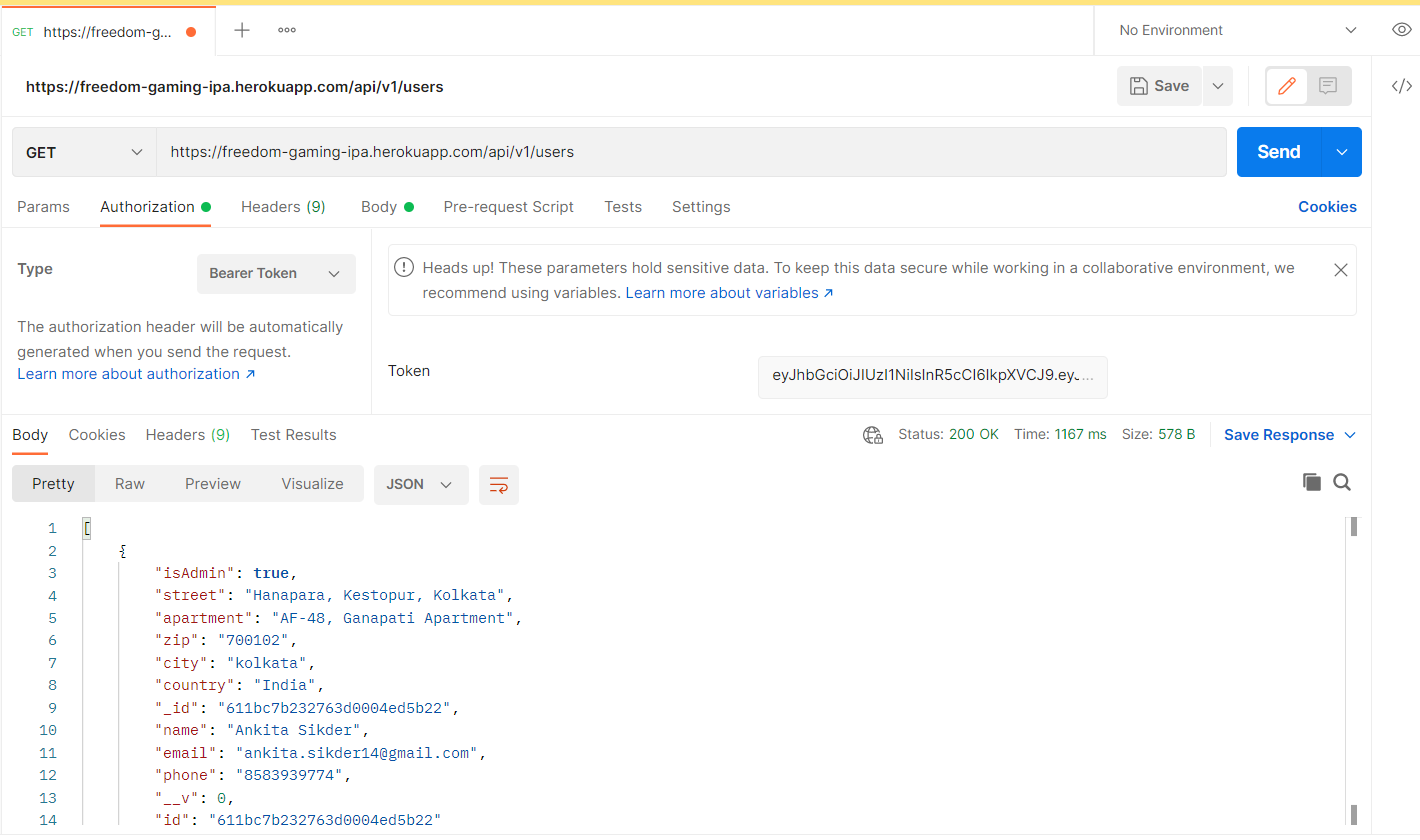 GET https://freedom-g...
No Environment
https://freedom-gaming-ipa.herokuapp.com/api/v1/users
Save
GET
https://freedom-gaming-ipa.herokuapp.com/api/v1/users
Send
Params Authorization Headers (9) Body Pre-request Script Tests Settings Cookies
Type
Bearer Token
Heads up! These parameters hold sensitive data. To keep this data secure while working in a collaborative environment, we
recommend using variables. Learn more about variables ↗
The authorization header will be automatically
generated when you send the request.
Learn more about authorization ↗
Token
eyJhbGciOiJIUzI1NiIsInR5cCI6IkpXVCJ9.eyJ...
Body Cookies Headers (9) Test Results
Status: 200 OK Time: 1167 ms Size: 578 B Save Response
Pretty Raw Preview Visualize JSON
1 [
2 {
3 "isAdmin": true,
4 "street": "Hanapara, Kestopur, Kolkata",
5 "apartment": "AF-48, Ganapati Apartment",
6 "zip": "700102",
7 "city": "kolkata",
8 "country": "India",
9 "_id": "611bc7b232763d0004ed5b22",
10 "name": "Ankita Sikder",
11 "email": "ankita.sikder14@gmail.com",
12 "phone": "8583939774",
13 "__v": 0,
14 "id": "611bc7b232763d0004ed5b22"